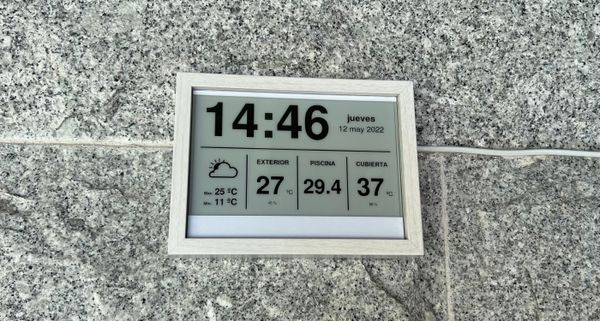 14:46
jueves
12 may 2022
Max. 25 ºC
Min. 11 ºC
EXTERIOR
27 ºC
PISCINA
29.4
CUBIERTA
37 ºC